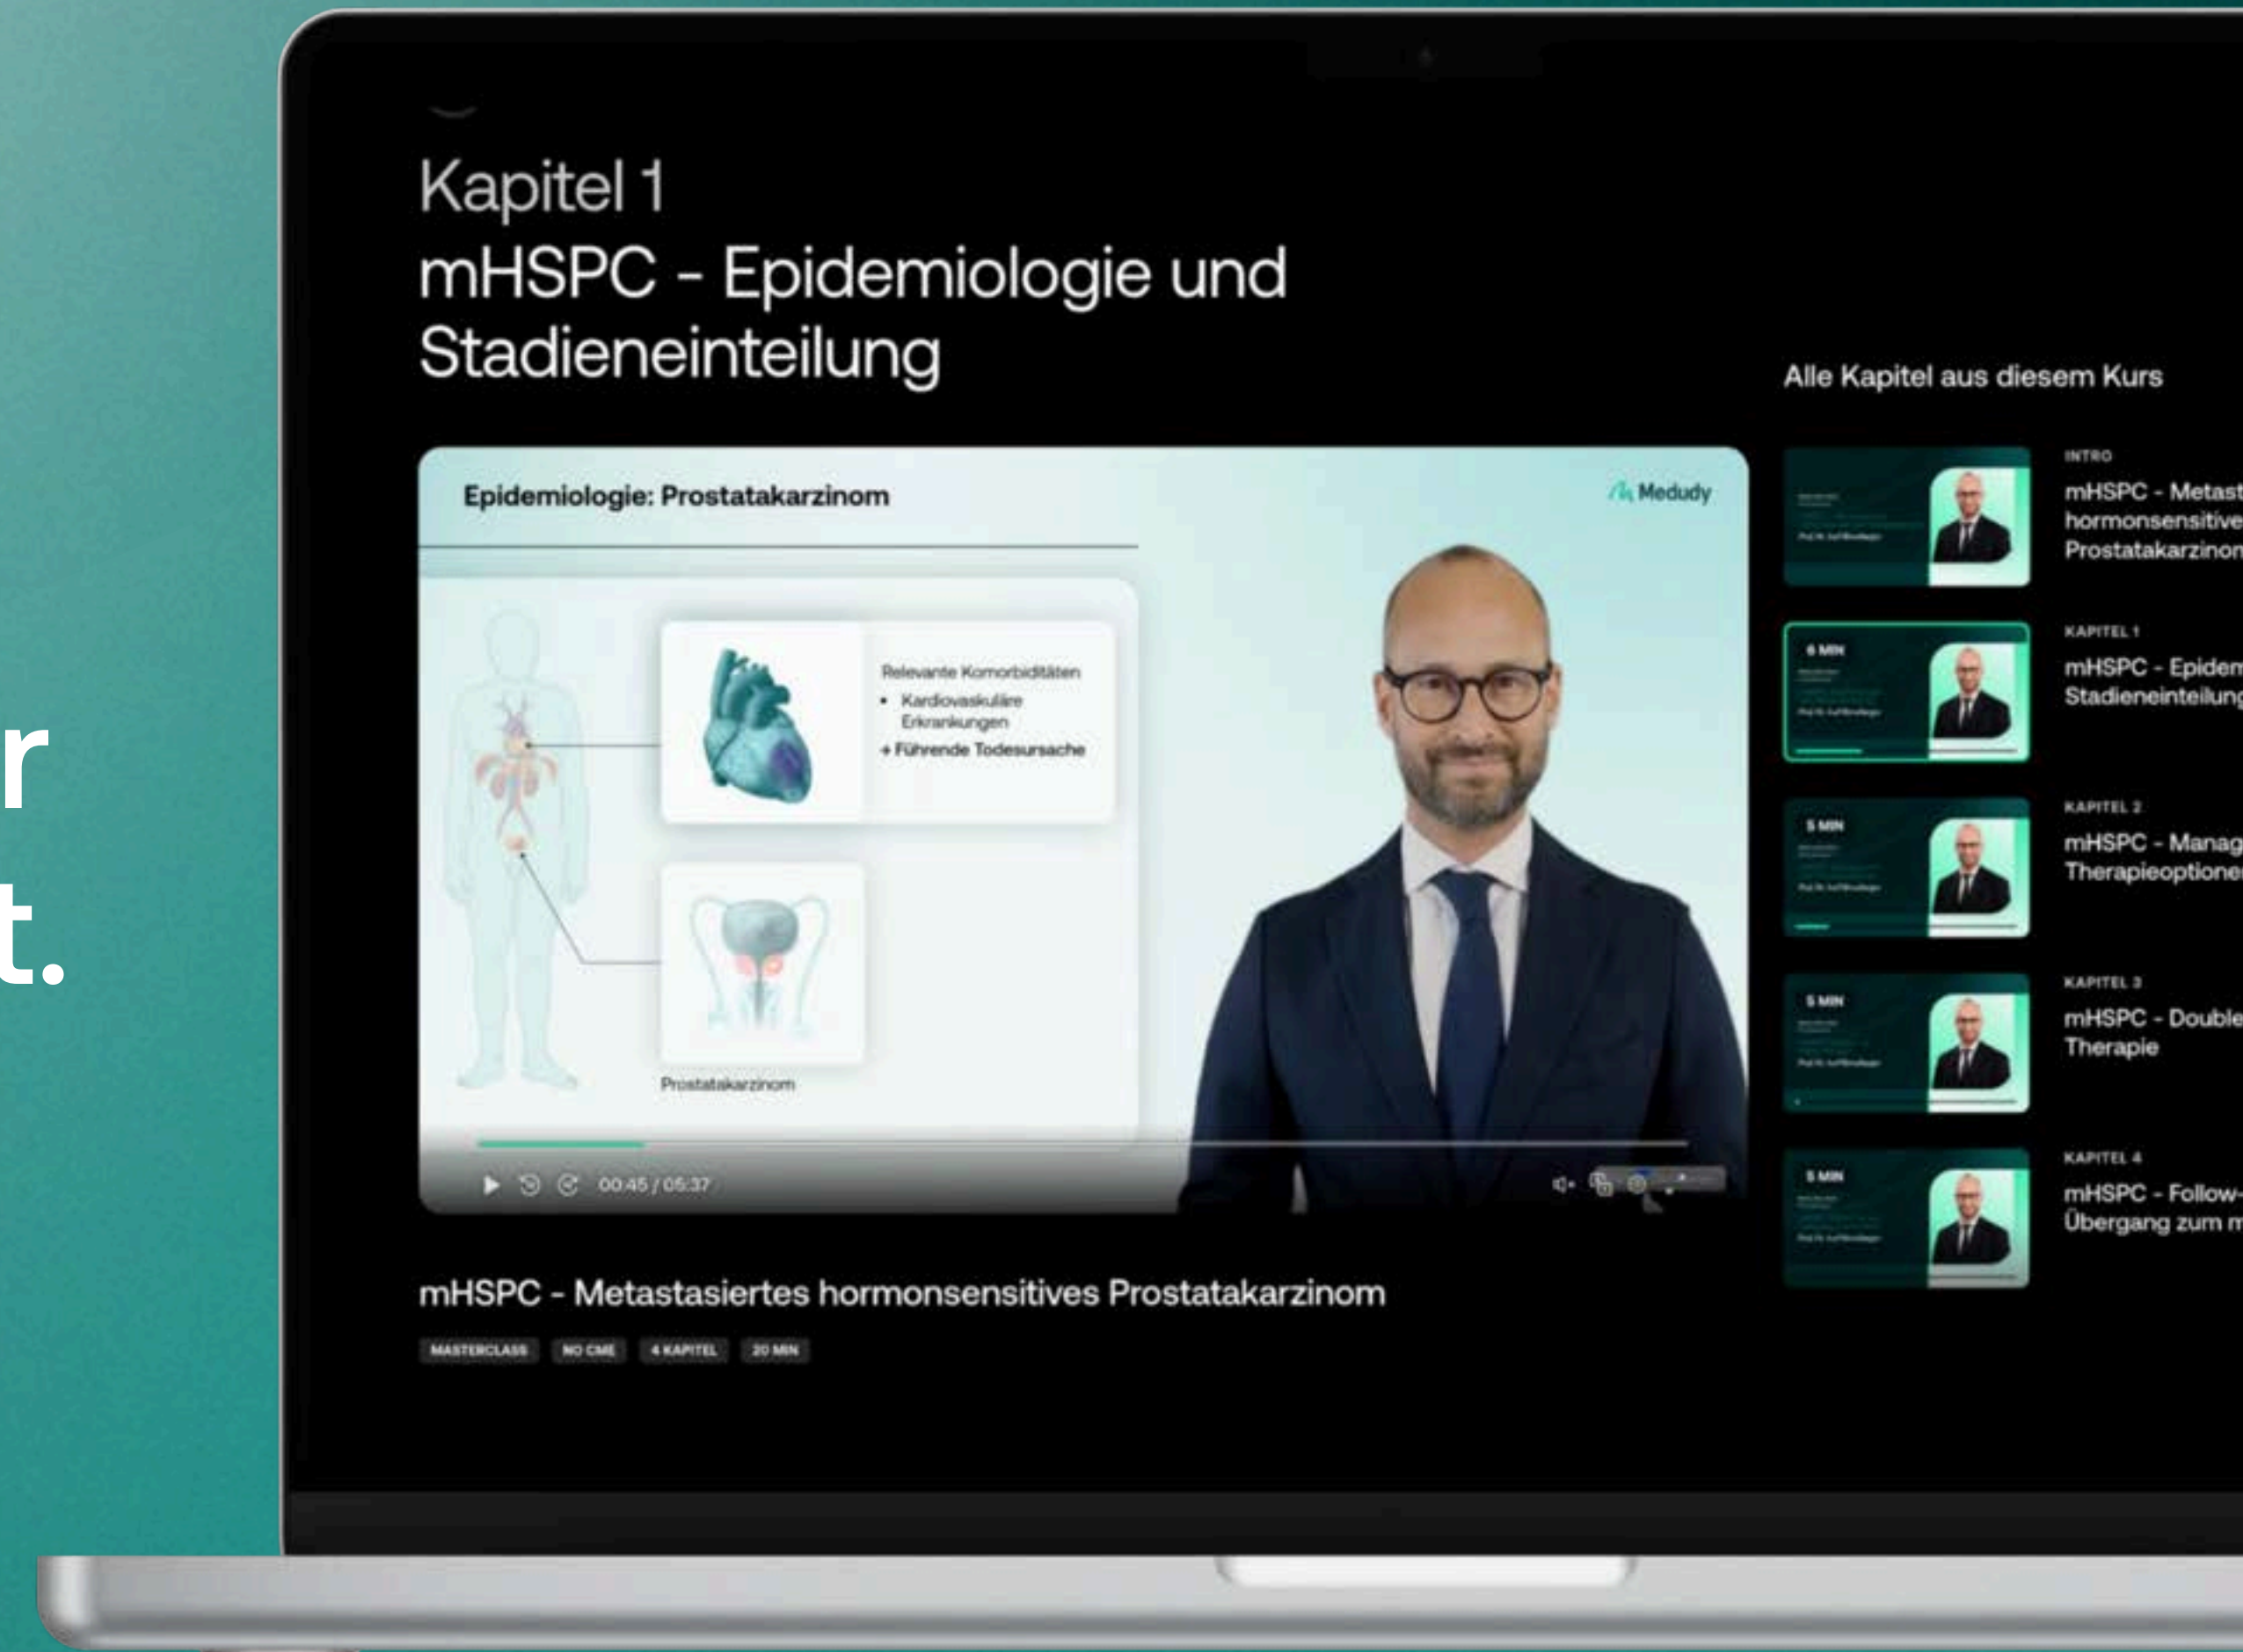 r
t.
Kapitel 1
mHSPC - Epidemiologie und
Stadieneinteilung
Epidemiologie: Prostatakarzinom
Medudy
Relevante Komorbiditäten
• Kardiovaskuläre
Erkrankungen
→ Führende Todesursache
Prostatakarzinom
00:45 / 05:37
mHSPC - Metastasiertes hormonsensitives Prostatakarzinom
MASTERCLASS NO CME 4 KAPITEL 20 MIN
Alle Kapitel aus diesem Kurs
INTRO
mHSPC - Metast
hormonsensitive
Prostatakarzinon
6 MIN
KAPITEL 1
mHSPC - Epidem
Stadieneinteilung
5 MIN
KAPITEL 2
mHSPC - Manag
Therapieoptione
5 MIN
KAPITEL 3
mHSPC - Double
Therapie
5 MIN
KAPITEL 4
mHSPC - Follow-
Übergang zum m